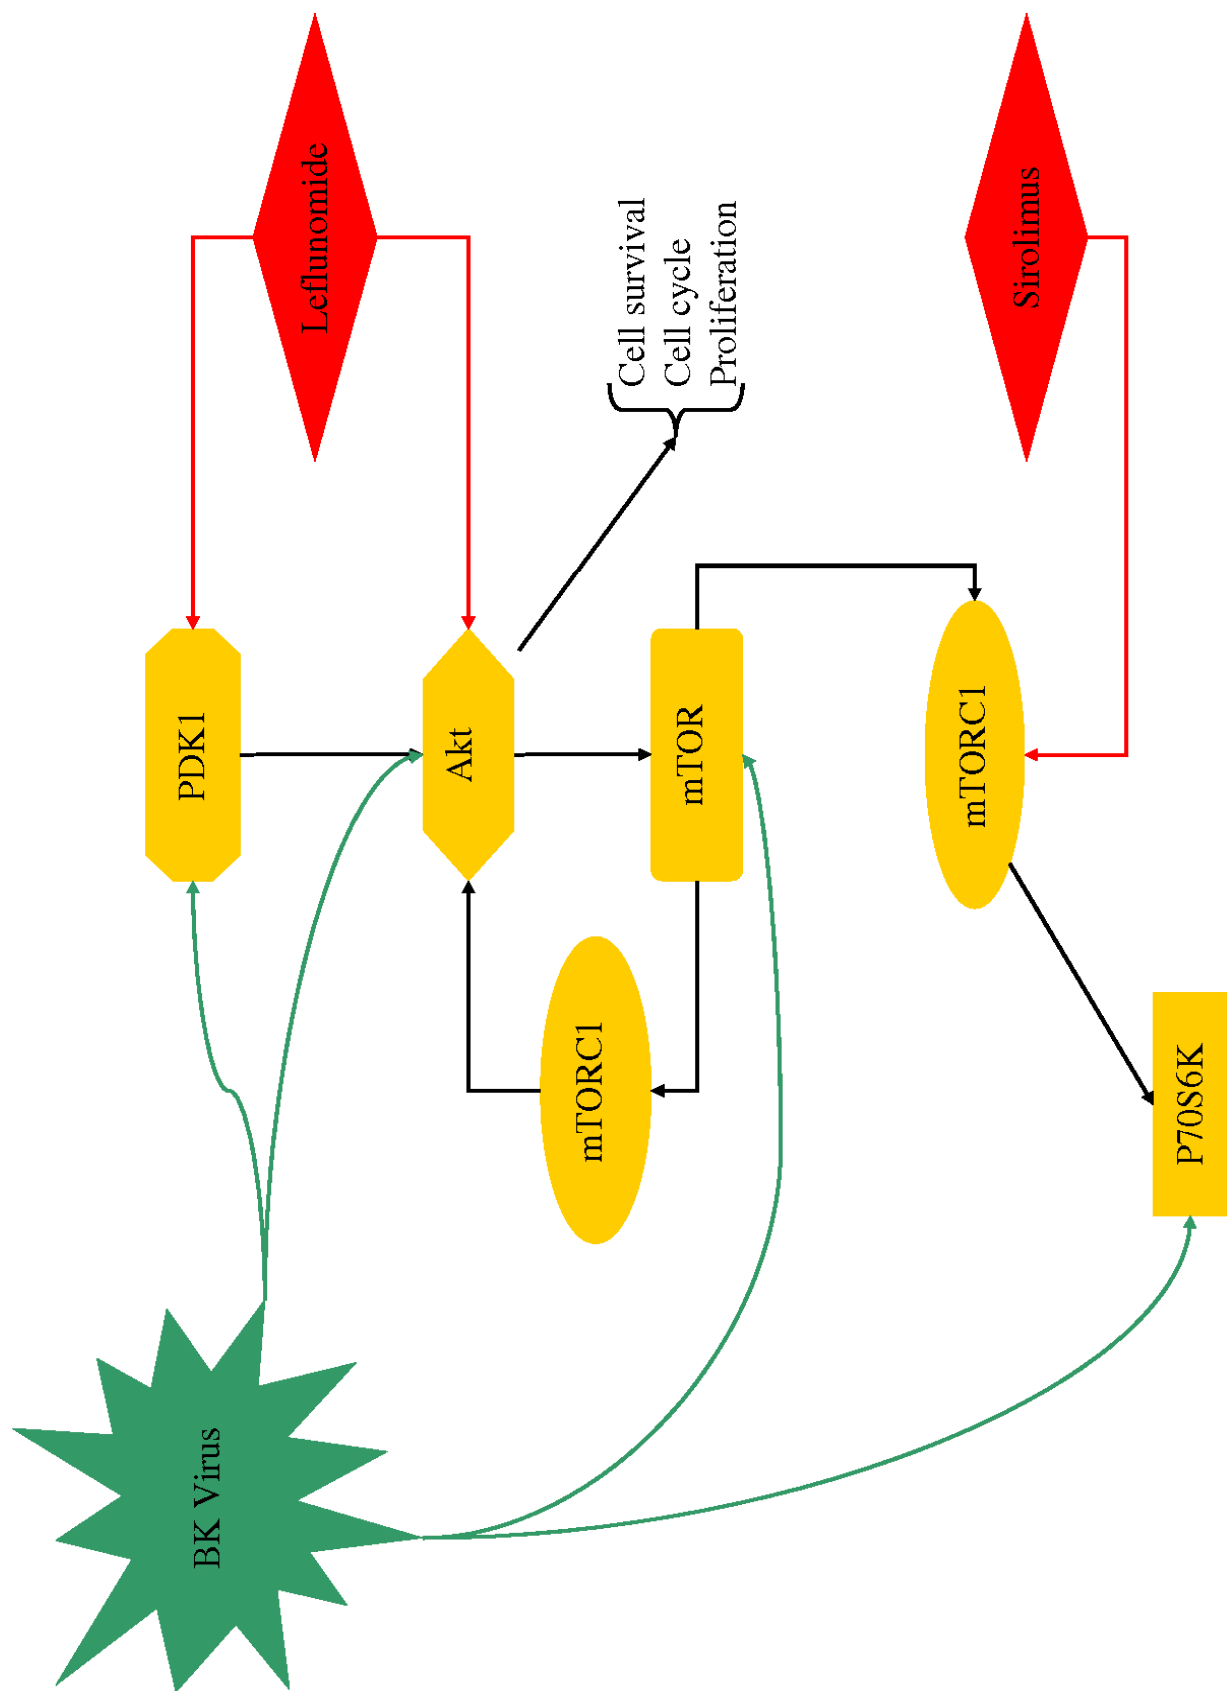 BK Virus
PDK1
Leflunomide
Akt
mTORC1
mTOR
Cell survival
Cell cycle
Proliferation
mTORC1
Sirolimus
P70S6K